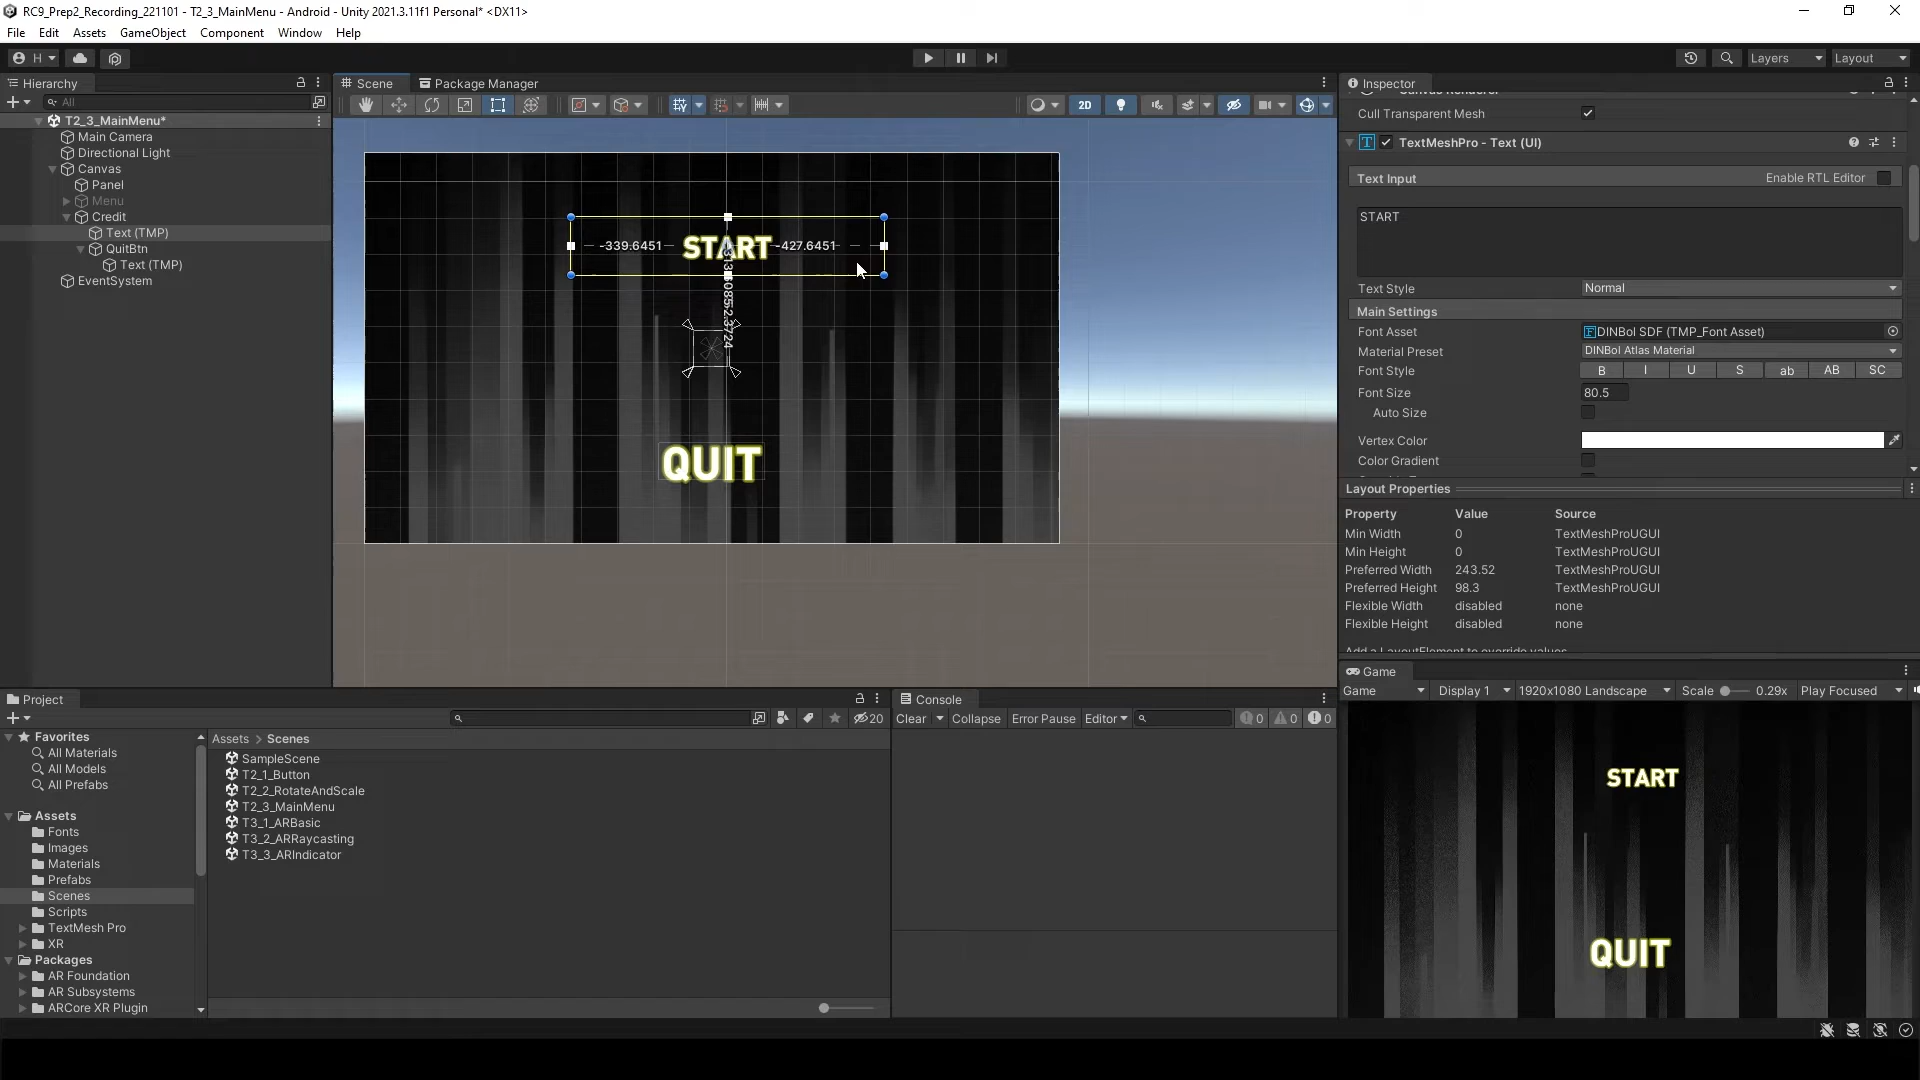 RC9_Prep2_Recording_221101 - T2_3_MainMenu - Android - Unity 2021.3.11f1 Personal* <DX11>
File Edit Assets GameObject Component Window Help
H Layers Layout
Hierarchy
All
T2_3_MainMenu*
Main Camera
Directional Light
Canvas
Panel
Menu
Credit
Text (TMP)
QuitBtn
Text (TMP)
EventSystem
Scene Package Manager
2D
-339.6451 START -427.6451
QUIT
Inspector
Cull Transparent Mesh
TextMeshPro - Text (UI)
Text Input Enable RTL Editor
START
Text Style Normal
Main Settings
Font Asset DINBol SDF (TMP_Font Asset)
Material Preset DINBol Atlas Material
Font Style B I U S ab AB SC
Font Size 80.5
Auto Size
Vertex Color
Color Gradient
Layout Properties
Property Value Source
Min Width 0 TextMeshProUGUI
Min Height 0 TextMeshProUGUI
Preferred Width 243.52 TextMeshProUGUI
Preferred Height 98.3 TextMeshProUGUI
Flexible Width disabled none
Flexible Height disabled none
Add a LayoutElement to override values
Project
20
Favorites
All Materials
All Models
All Prefabs
Assets
Fonts
Images
Materials
Prefabs
Scenes
Scripts
TextMesh Pro
XR
Packages
AR Foundation
AR Subsystems
ARCore XR Plugin
Assets > Scenes
SampleScene
T2_1_Button
T2_2_RotateAndScale
T2_3_MainMenu
T3_1_ARBasic
T3_2_ARRaycasting
T3_3_ARIndicator
Console
Clear Collapse Error Pause Editor 0 0 0
Game
Game Display 1 1920x1080 Landscape Scale 0.29x Play Focused
START
QUIT